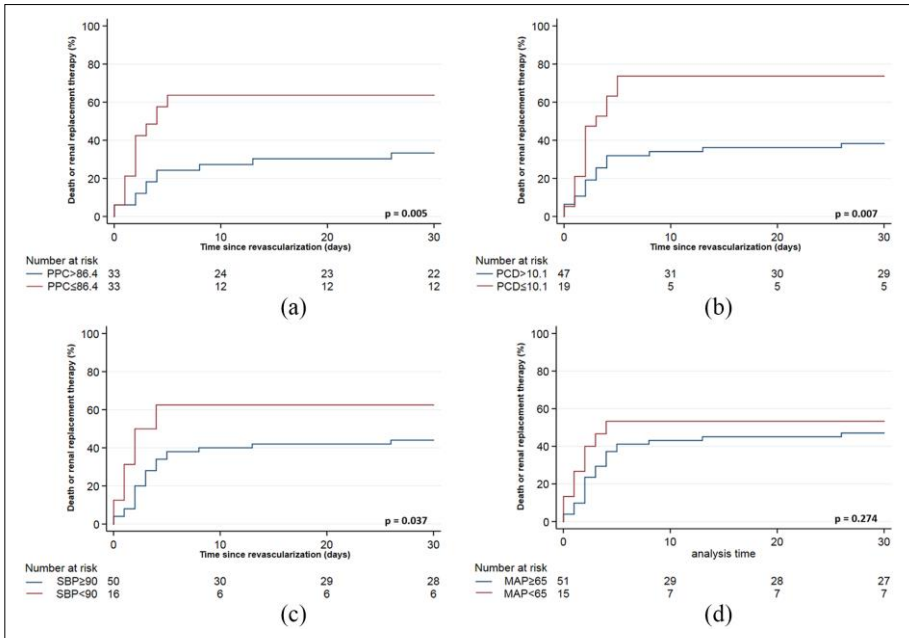 100
80
60
40
20
0
Death or renal replacement therapy (%)
p = 0.005
0 10 20 30
Time since revascularization (days)
Number at risk
PPC>86.4 33 24 23 22
PPC≤86.4 33 12 12 12
(a)
100
80
60
40
20
0
Death or renal replacement therapy (%)
p = 0.007
0 10 20 30
Time since revascularization (days)
Number at risk
PCD>10.1 47 31 30 29
PCD≤10.1 19 5 5 5
(b)
100
80
60
40
20
0
Death or renal replacement therapy (%)
p = 0.037
0 10 20 30
Time since revascularization (days)
Number at risk
SBP≥90 50 30 29 28
SBP<90 16 6 6 6
(c)
100
80
60
40
20
0
Death or renal replacement therapy (%)
p = 0.274
0 10 20 30
analysis time
Number at risk
MAP≥65 51 29 28 27
MAP<65 15 7 7 7
(d)